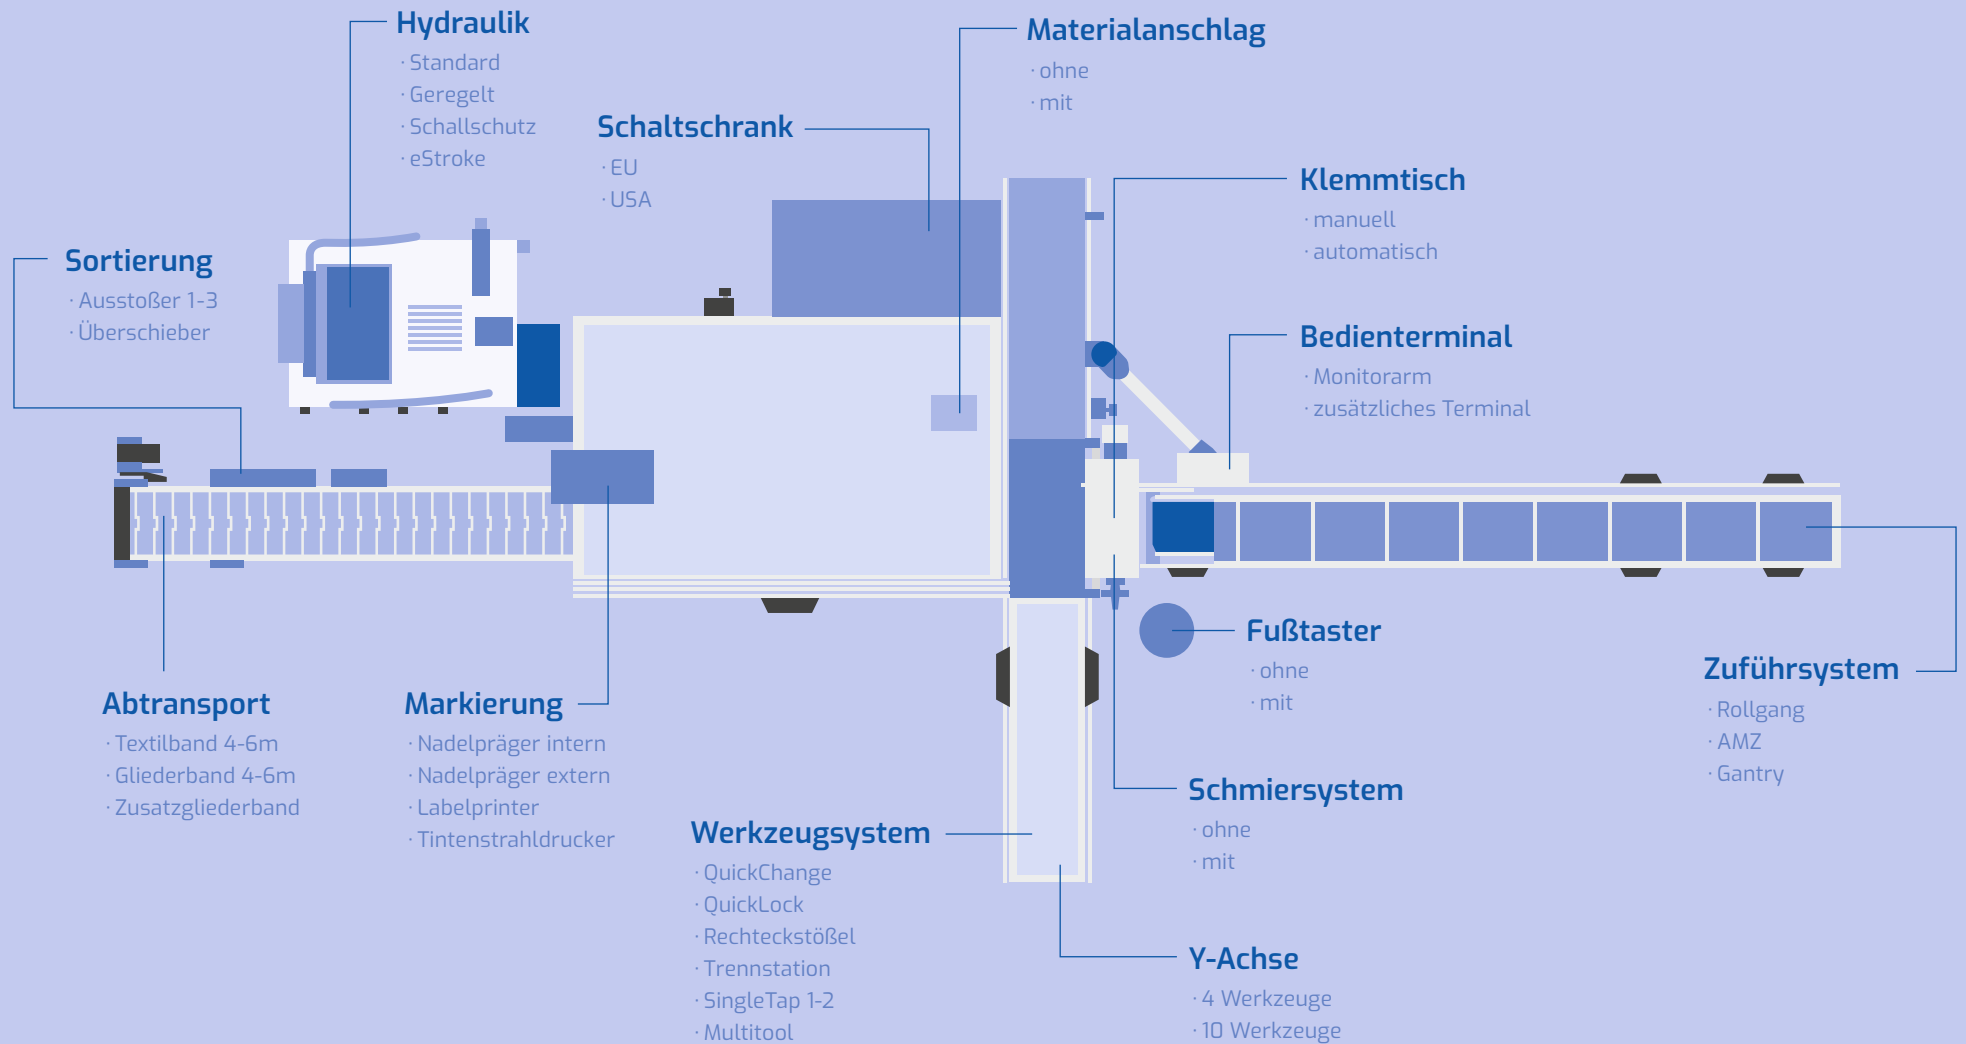 Hydraulik
· Standard
· Geregelt
· Schallschutz
· eStroke
Materialanschlag
· ohne
· mit
Schaltschrank
· EU
· USA
Klemmtisch
· manuell
· automatisch
Sortierung
· Ausstoßer 1-3
· Überschieber
Bedienterminal
· Monitorarm
· zusätzliches Terminal
Fußtaster
· ohne
· mit
Zuführsystem
· Rollgang
· AMZ
· Gantry
Abtransport
· Textilband 4-6m
· Gliederband 4-6m
· Zusatzgliederband
Markierung
· Nadelpräger intern
· Nadelpräger extern
· Labelprinter
· Tintenstrahldrucker
Schmiersystem
· ohne
· mit
Werkzeugsystem
· QuickChange
· QuickLock
· Rechteckstößel
· Trennstation
· SingleTap 1-2
· Multitool
Y-Achse
· 4 Werkzeuge
· 10 Werkzeuge